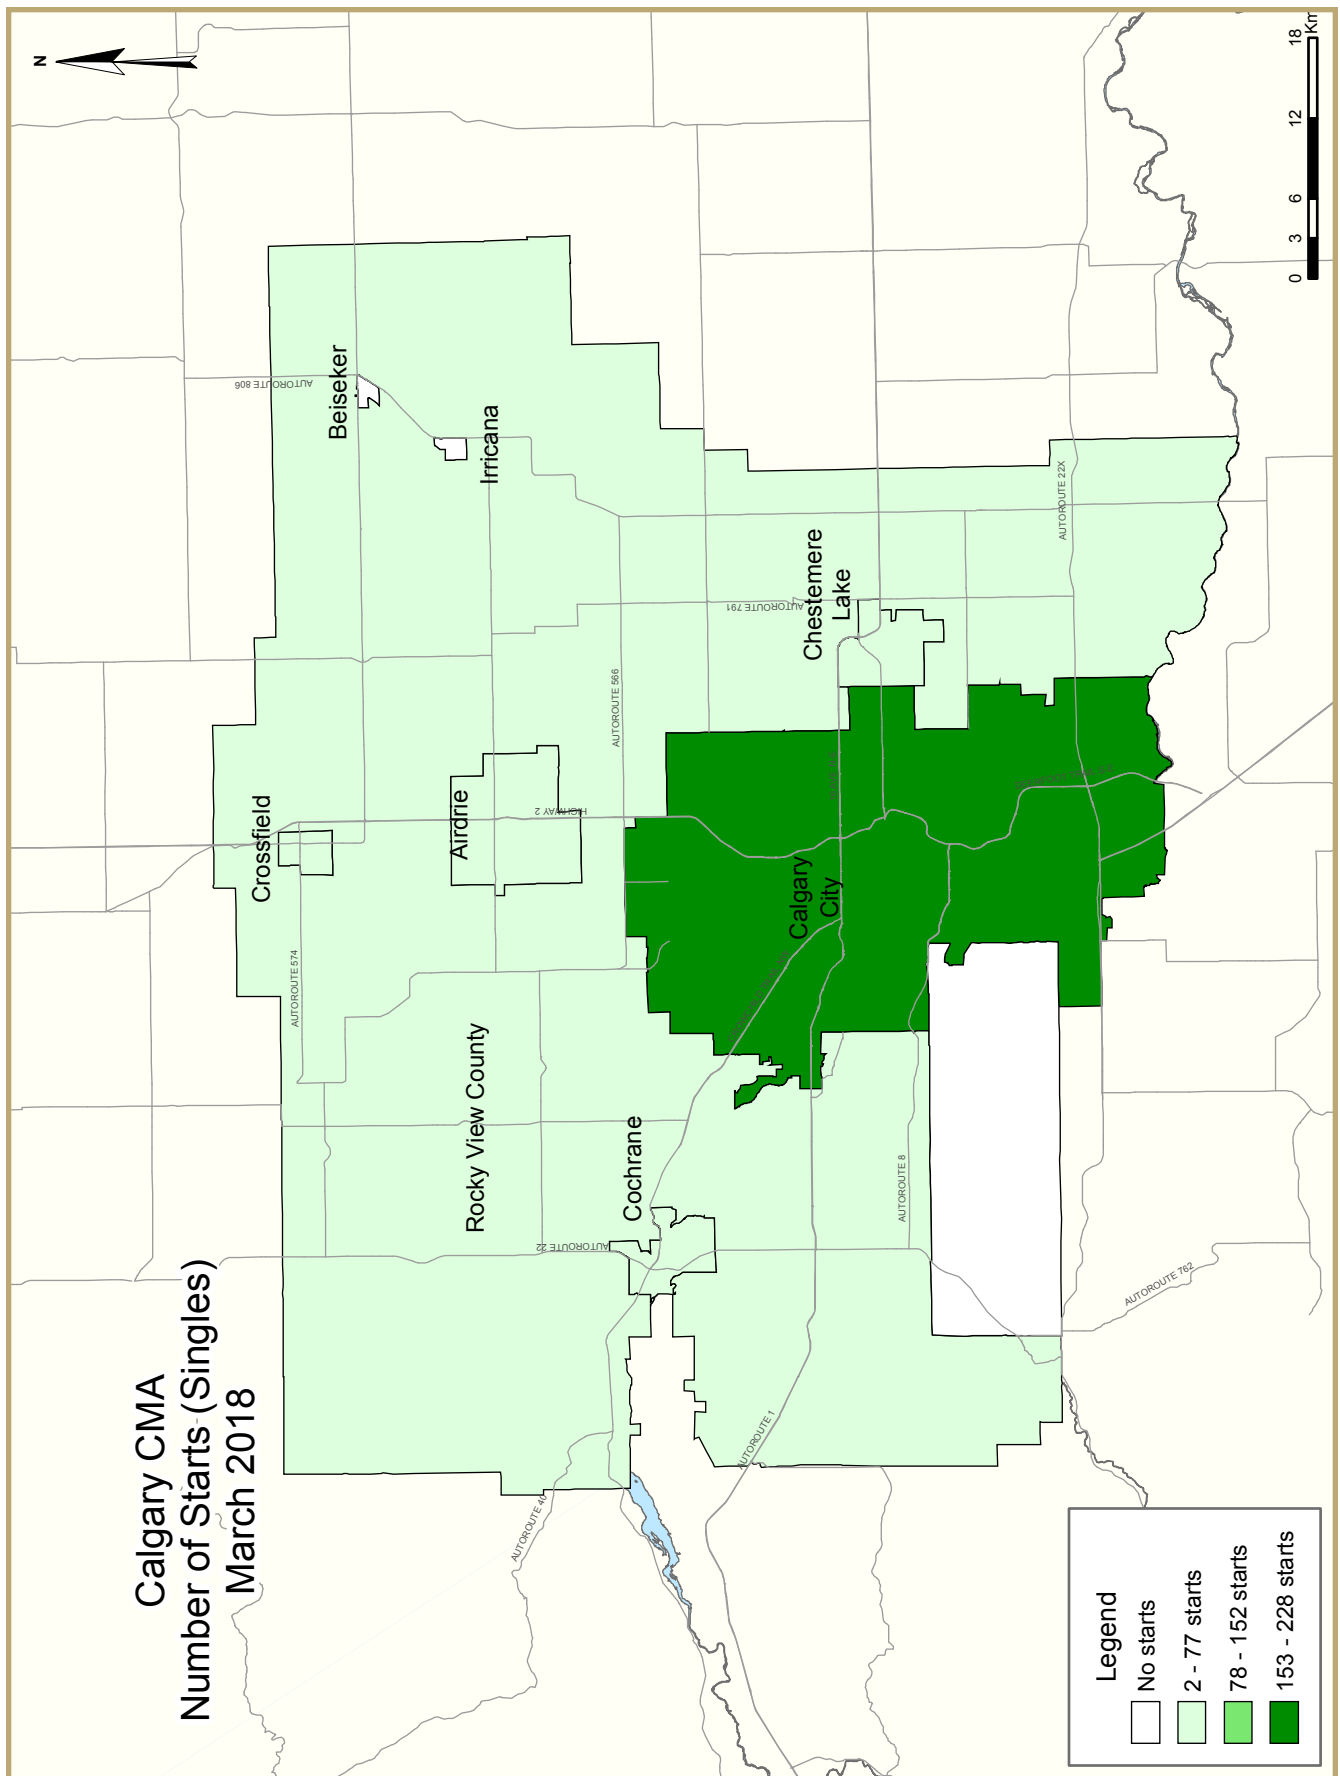 Calgary CMA
Number of Starts (Singles)
March 2018
N
Crossfield
Beiseker
Irricana
Airdrie
Rocky View County
Cochrane
Chestemere
Lake
Calgary
City
AUTOROUTE 806
AUTOROUTE 574
AUTOROUTE 566
HIGHWAY 2
AUTOROUTE 791
AUTOROUTE 22X
AUTOROUTE 22
AUTOROUTE 8
AUTOROUTE 40
AUTOROUTE 1
AUTOROUTE 762
Legend
No starts
2 - 77 starts
78 - 152 starts
153 - 228 starts
0 3 6 12 18
Km